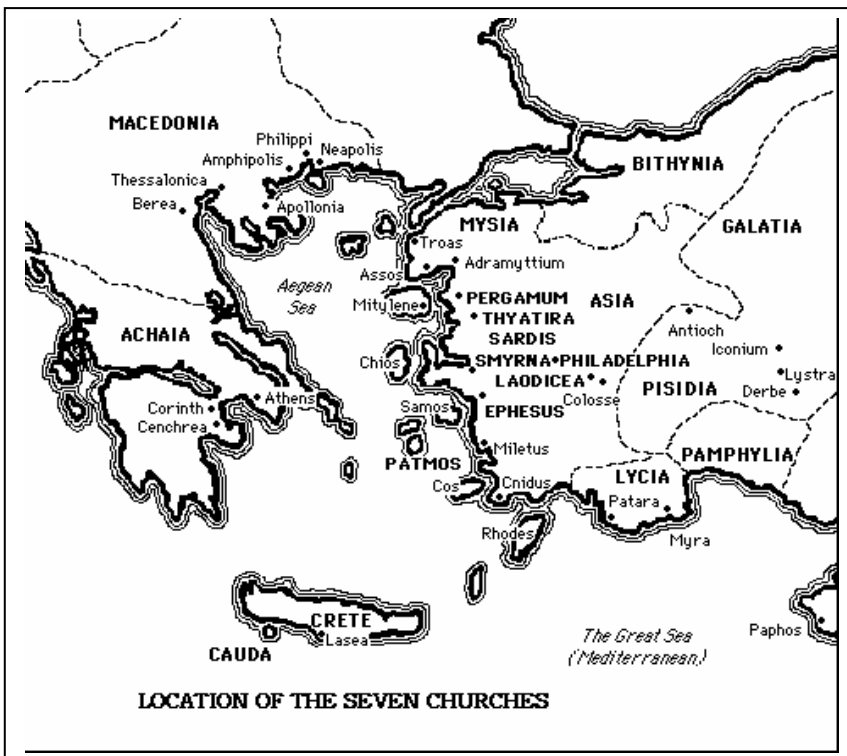 MACEDONIA
Philippi
Neapolis
Amphipolis
Thessalonica
Berea
Apollonia
BITHYNIA
GALATIA
MYSIA
Troas
Assos
Adramyttium
Aegean
Sea
Mitylene
PERGAMUM
ASIA
THYATIRA
SARDIS
ACHAIA
Chios
SMYRNA
PHILADELPHIA
LAODICEA
Colosse
Antioch
Iconium
Lystra
Derbe
PISIDIA
Athens
Corinth
Cenchrea
Samos
EPHESUS
Miletus
PATMOS
PAMPHYLIA
LYCIA
Cos
Cnidus
Patara
Rhodes
Myra
CRETE
Lasea
CAUDA
The Great Sea
(Mediterranean)
Paphos
LOCATION OF THE SEVEN CHURCHES